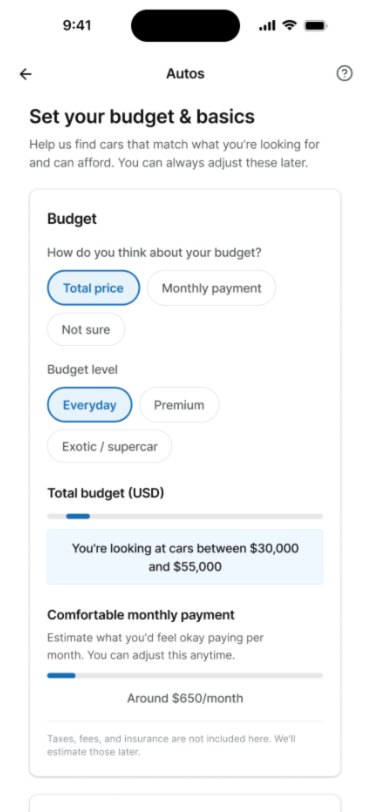 9:41
Autos
Set your budget & basics
Help us find cars that match what you're looking for
and can afford. You can always adjust these later.
Budget
How do you think about your budget?
Total price
Monthly payment
Not sure
Budget level
Everyday
Premium
Exotic / supercar
Total budget (USD)
You're looking at cars between $30,000
and $55,000
Comfortable monthly payment
Estimate what you'd feel okay paying per
month. You can adjust this anytime.
Around $650/month
Taxes, fees, and insurance are not included here. We'll
estimate those later.